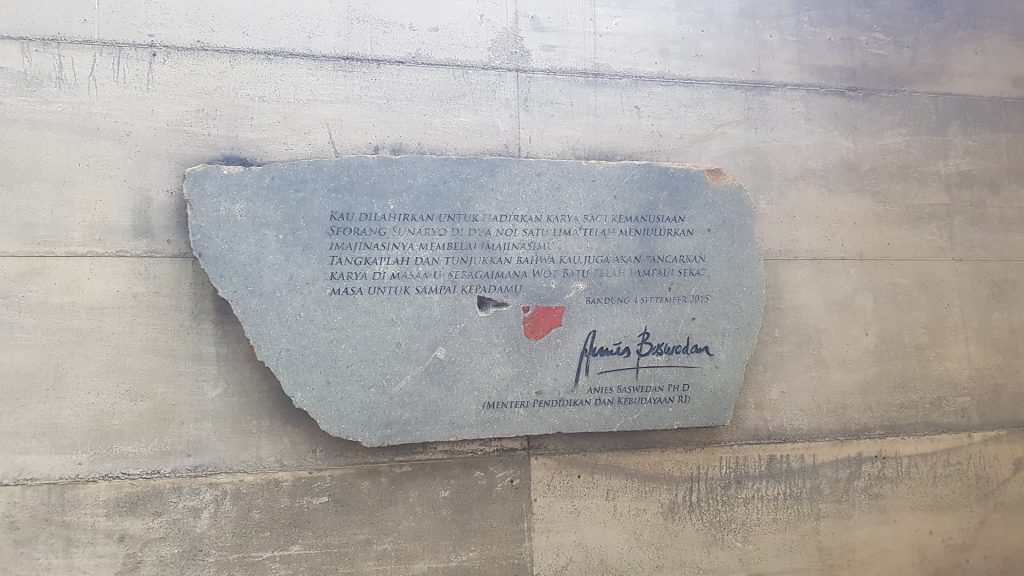 KAU DILAHIRKAN UNTUK HADIRKAN KARYA BAGI KEMANUSIAAN
SEORANG SUNARYO DI DUA NOL SATU LIMA TELAH MENJULURKAN
IMAJINASINYA MEMBELAI IMAJINASIMU
TANGKAPLAH DAN TUNJUKKAN BAHWA KAU JUGA AKAN PANCARKAN
KARYA DI MASAMU SEBAGAIMANA WOT BATU TELAH LAMPAUI SEKAT
MASA UNTUK SAMPAI KEPADAMU.
BANDUNG 4 SEPTEMBER 2015
Anies Baswedan
ANIES BASWEDAN PH.D
(MENTERI PENDIDIKAN DAN KEBUDAYAAN RI)